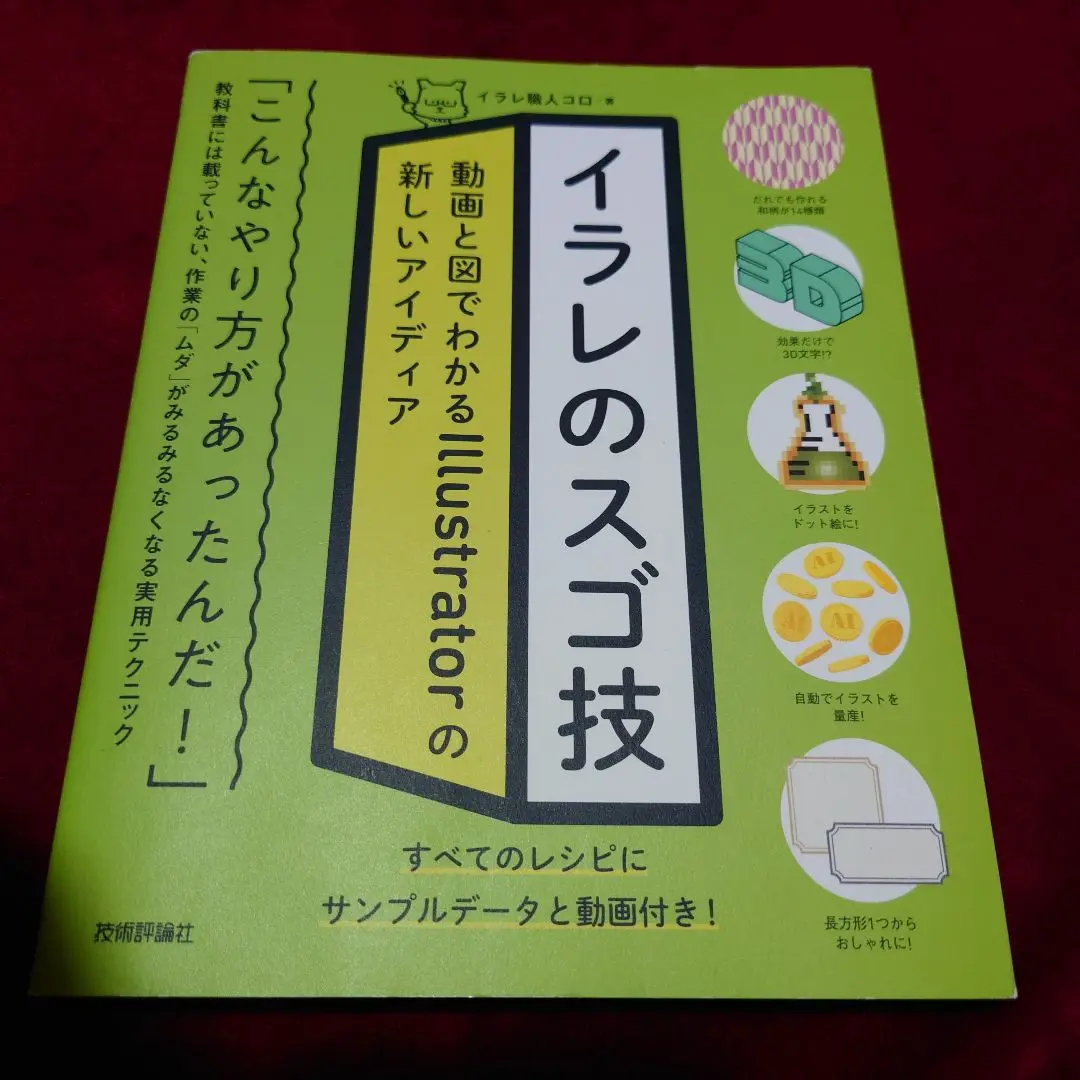 イラレ職人コロ 著
イラレのスゴ技
動画と図でわかるIllustratorの
新しいアイディア
「こんなやり方があったんだ!」
教科書には載っていない、作業の「ムダ」がみるみるなくなる実用テクニック
だれでも作れる
和柄が14種類
3D
効果だけで
3D文字!?
イラストを
ドット絵に!
AI
AI
AI
自動でイラストを
量産!
長方形1つから
おしゃれに!
すべてのレシピに
サンプルデータと動画付き!
技術評論社